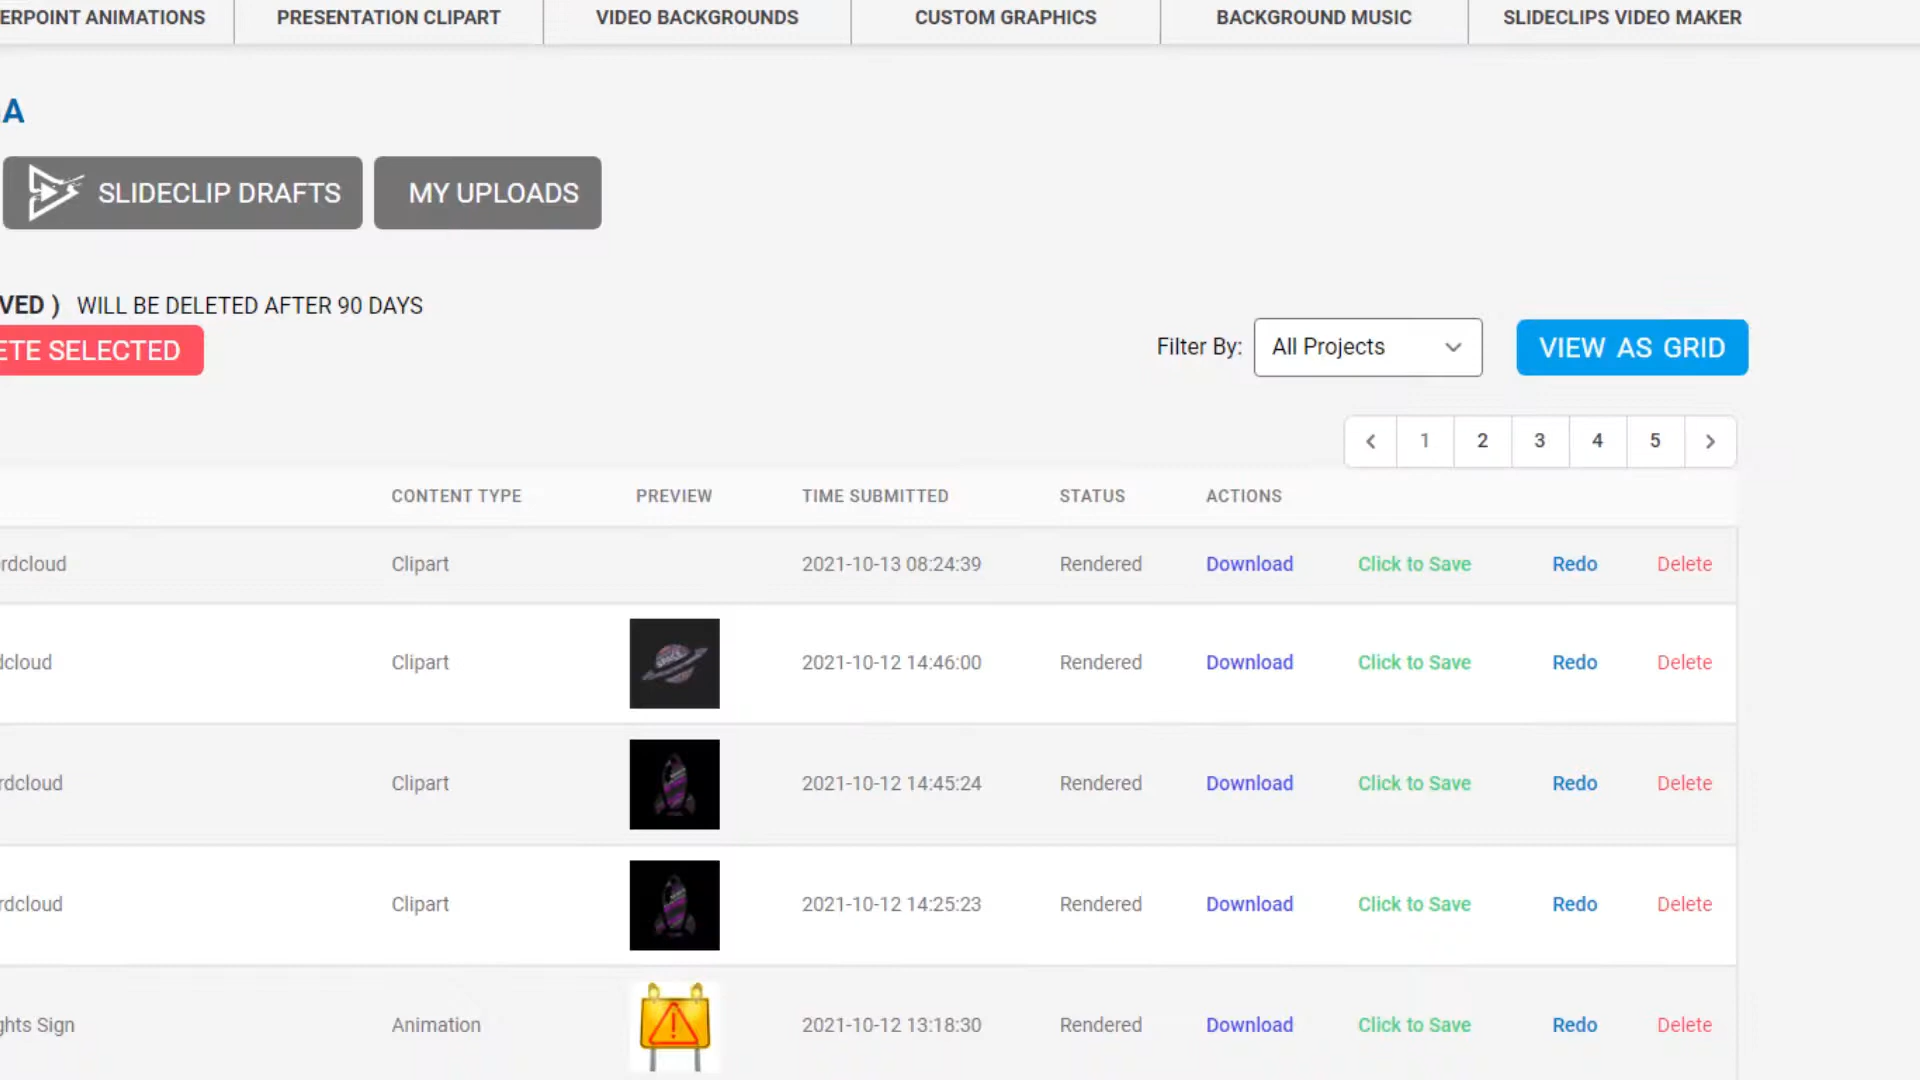 ERPOINT ANIMATIONS PRESENTATION CLIPART VIDEO BACKGROUNDS CUSTOM GRAPHICS BACKGROUND MUSIC SLIDECLIPS VIDEO MAKER
A
SLIDECLIP DRAFTS MY UPLOADS
VED ) WILL BE DELETED AFTER 90 DAYS
ETE SELECTED
Filter By: All Projects VIEW AS GRID
1 2 3 4 5
CONTENT TYPE PREVIEW TIME SUBMITTED STATUS ACTIONS
rdcloud Clipart 2021-10-13 08:24:39 Rendered Download Click to Save Redo Delete
dcloud Clipart 2021-10-12 14:46:00 Rendered Download Click to Save Redo Delete
rdcloud Clipart 2021-10-12 14:45:24 Rendered Download Click to Save Redo Delete
rdcloud Clipart 2021-10-12 14:25:23 Rendered Download Click to Save Redo Delete
ghts Sign Animation 2021-10-12 13:18:30 Rendered Download Click to Save Redo Delete